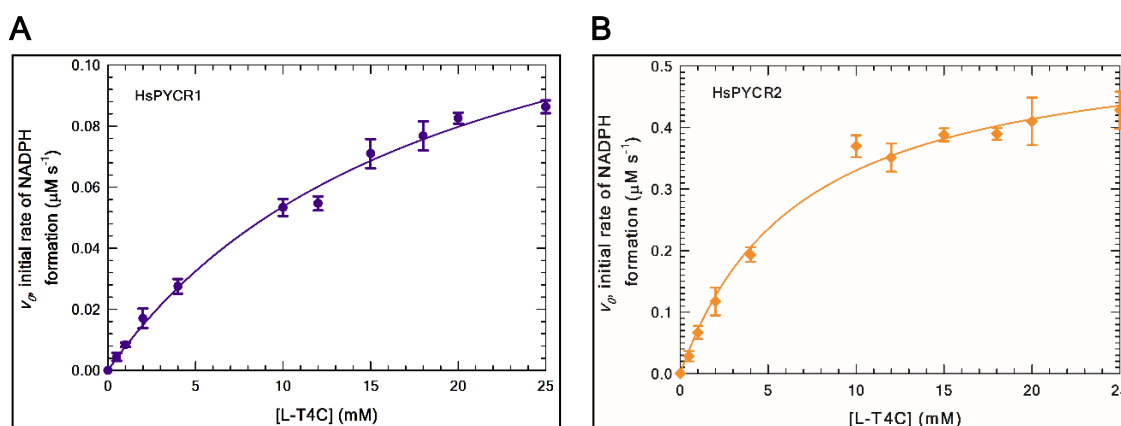 A
B
HsPYCR1
V0, initial rate of NADPH
formation (μM s⁻¹)
0.10
0.08
0.06
0.04
0.02
0.00
0
5
10
15
20
25
[L-T4C] (mM)
HsPYCR2
V0, initial rate of NADPH
formation (μM s⁻¹)
0.5
0.4
0.3
0.2
0.1
0.0
0
5
10
15
20
25
[L-T4C] (mM)